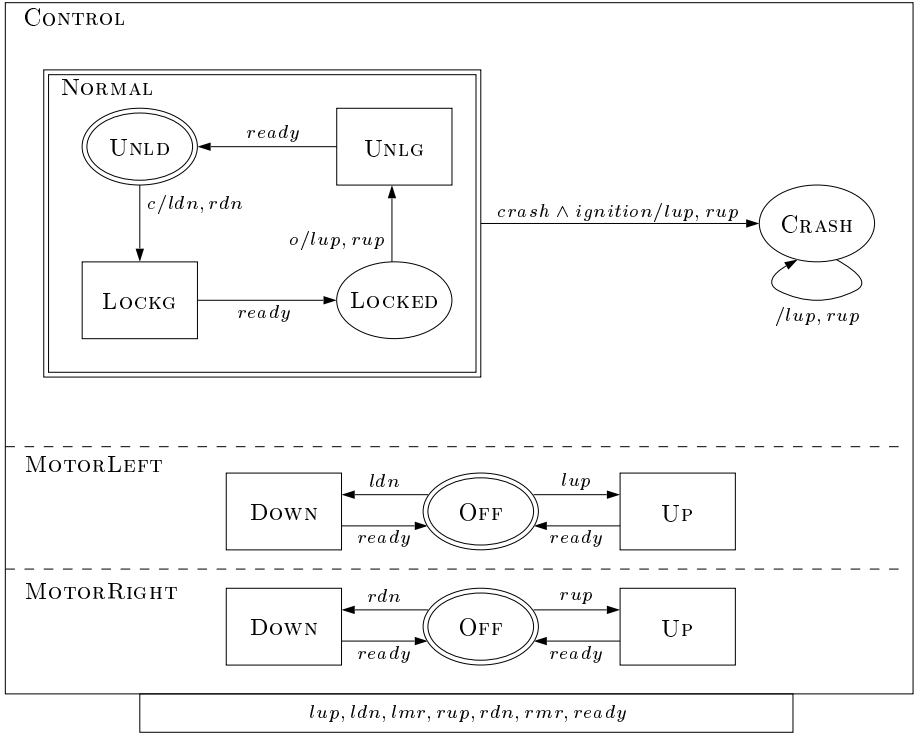 CONTROL
NORMAL
UNLD
ready
UNLG
c/ldn, rdn
o/lup, rup
crash ∧ ignition/lup, rup
CRASH
LOCKG
ready
LOCKED
/lup, rup
MOTORLEFT
DOWN
ldn
ready
OFF
lup
ready
UP
MOTORRIGHT
DOWN
rdn
ready
OFF
rup
ready
UP
lup, ldn, lmr, rup, rdn, rmr, ready